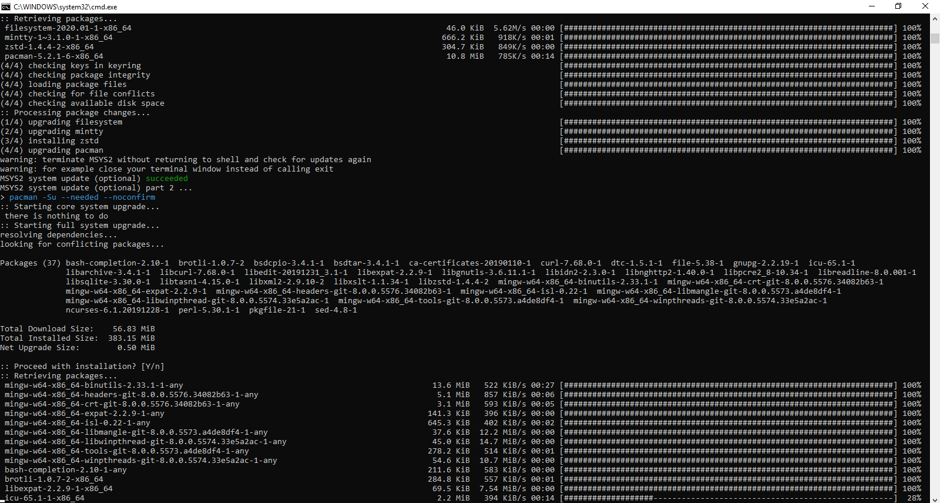 C:\WINDOWS\system32\cmd.exe
:: Retrieving packages...
filesystem-2020.01-1-x86_64 46.0 KiB 5.62M/s 00:00 [######################################################################] 100%
mintty-1~3.1.0-1-x86_64 666.2 KiB 918K/s 00:01 [######################################################################] 100%
zstd-1.4.4-2-x86_64 304.7 KiB 849K/s 00:00 [######################################################################] 100%
pacman-5.2.1-6-x86_64 10.8 MiB 785K/s 00:14 [######################################################################] 100%
(4/4) checking keys in keyring [######################################################################] 100%
(4/4) checking package integrity [######################################################################] 100%
(4/4) loading package files [######################################################################] 100%
(4/4) checking for file conflicts [######################################################################] 100%
(4/4) checking available disk space [######################################################################] 100%
:: Processing package changes...
(1/4) upgrading filesystem [######################################################################] 100%
(2/4) upgrading mintty [######################################################################] 100%
(3/4) installing zstd [######################################################################] 100%
(4/4) upgrading pacman [######################################################################] 100%
warning: terminate MSYS2 without returning to shell and check for updates again
warning: for example close your terminal window instead of calling exit
MSYS2 system update (optional) succeeded
MSYS2 system update (optional) part 2 ...
> pacman -Su --needed --noconfirm
:: Starting core system upgrade...
there is nothing to do
:: Starting full system upgrade...
resolving dependencies...
looking for conflicting packages...
Packages (37) bash-completion-2.10-1 brotli-1.0.7-2 bsdcpio-3.4.1-1 bsdtar-3.4.1-1 ca-certificates-20190110-1 curl-7.68.0-1 dtc-1.5.1-1 file-5.38-1 gnupg-2.2.19-1 icu-65.1-1
libarchive-3.4.1-1 libcurl-7.68.0-1 libedit-20191231_3.1-1 libexpat-2.2.9-1 libgnutls-3.6.11.1-1 libidn2-2.3.0-1 libnghttp2-1.40.0-1 libpcre2_8-10.34-1 libreadline-8.0.001-1
libsqlite-3.30.0-1 libtasn1-4.15.0-1 libxml2-2.9.10-2 libxslt-1.1.34-1 libzstd-1.4.4-2 mingw-w64-x86_64-binutils-2.33.1-1 mingw-w64-x86_64-crt-git-8.0.0.5576.34082b63-1
mingw-w64-x86_64-expat-2.2.9-1 mingw-w64-x86_64-headers-git-8.0.0.5576.34082b63-1 mingw-w64-x86_64-isl-0.22-1 mingw-w64-x86_64-libmangle-git-8.0.0.5573.a4de8df4-1
mingw-w64-x86_64-libwinpthread-git-8.0.0.5574.33e5a2ac-1 mingw-w64-x86_64-tools-git-8.0.0.5573.a4de8df4-1 mingw-w64-x86_64-winpthreads-git-8.0.0.5574.33e5a2ac-1
ncurses-6.1.20191228-1 perl-5.30.1-1 pkgfile-21-1 sed-4.8-1
Total Download Size: 56.83 MiB
Total Installed Size: 383.15 MiB
Net Upgrade Size: 0.50 MiB
:: Proceed with installation? [Y/n]
:: Retrieving packages...
mingw-w64-x86_64-binutils-2.33.1-1-any 13.6 MiB 522 KiB/s 00:27 [######################################################################] 100%
mingw-w64-x86_64-headers-git-8.0.0.5576.34082b63-1-any 5.1 MiB 857 KiB/s 00:06 [######################################################################] 100%
mingw-w64-x86_64-crt-git-8.0.0.5576.34082b63-1-any 3.1 MiB 593 KiB/s 00:05 [######################################################################] 100%
mingw-w64-x86_64-expat-2.2.9-1-any 141.3 KiB 396 KiB/s 00:00 [######################################################################] 100%
mingw-w64-x86_64-isl-0.22-1-any 645.3 KiB 402 KiB/s 00:02 [######################################################################] 100%
mingw-w64-x86_64-libmangle-git-8.0.0.5573.a4de8df4-1-any 37.6 KiB 12.2 MiB/s 00:00 [######################################################################] 100%
mingw-w64-x86_64-libwinpthread-git-8.0.0.5574.33e5a2ac-1-any 45.0 KiB 14.7 MiB/s 00:00 [######################################################################] 100%
mingw-w64-x86_64-tools-git-8.0.0.5573.a4de8df4-1-any 278.2 KiB 514 KiB/s 00:01 [######################################################################] 100%
mingw-w64-x86_64-winpthreads-git-8.0.0.5574.33e5a2ac-1-any 54.6 KiB 10.7 MiB/s 00:00 [######################################################################] 100%
bash-completion-2.10-1-any 211.6 KiB 583 KiB/s 00:00 [######################################################################] 100%
brotli-1.0.7-2-x86_64 284.8 KiB 557 KiB/s 00:01 [######################################################################] 100%
libexpat-2.2.9-1-x86_64 69.5 KiB 7.54 MiB/s 00:00 [######################################################################] 100%
icu-65.1-1-x86_64 2.2 MiB 394 KiB/s 00:14 [###################---------------------------------------------------] 28%